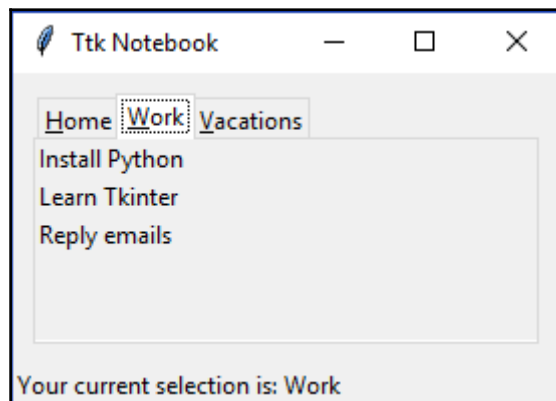 Ttk Notebook
Home Work Vacations
Install Python
Learn Tkinter
Reply emails
Your current selection is: Work